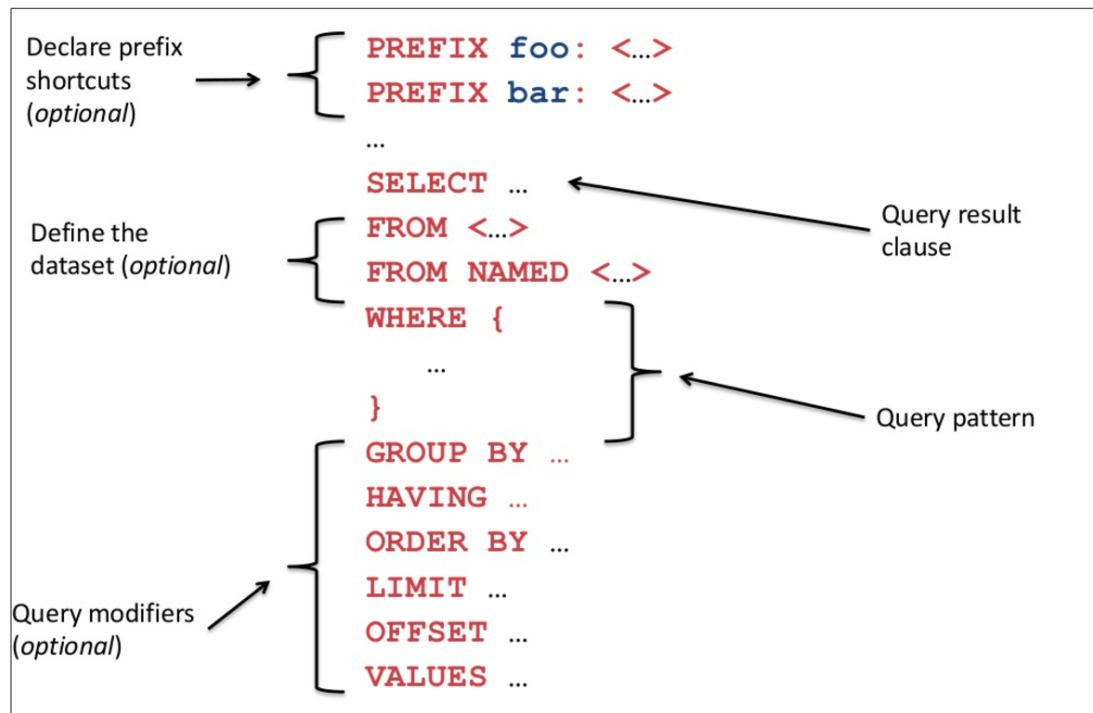 Declare prefix
shortcuts
(optional)
PREFIX foo: <…>
PREFIX bar: <…>
…
SELECT …
Query result
clause
Define the
dataset (optional)
FROM <…>
FROM NAMED <…>
WHERE {
…
}
Query pattern
GROUP BY …
HAVING …
ORDER BY …
LIMIT …
OFFSET …
VALUES …
Query modifiers
(optional)